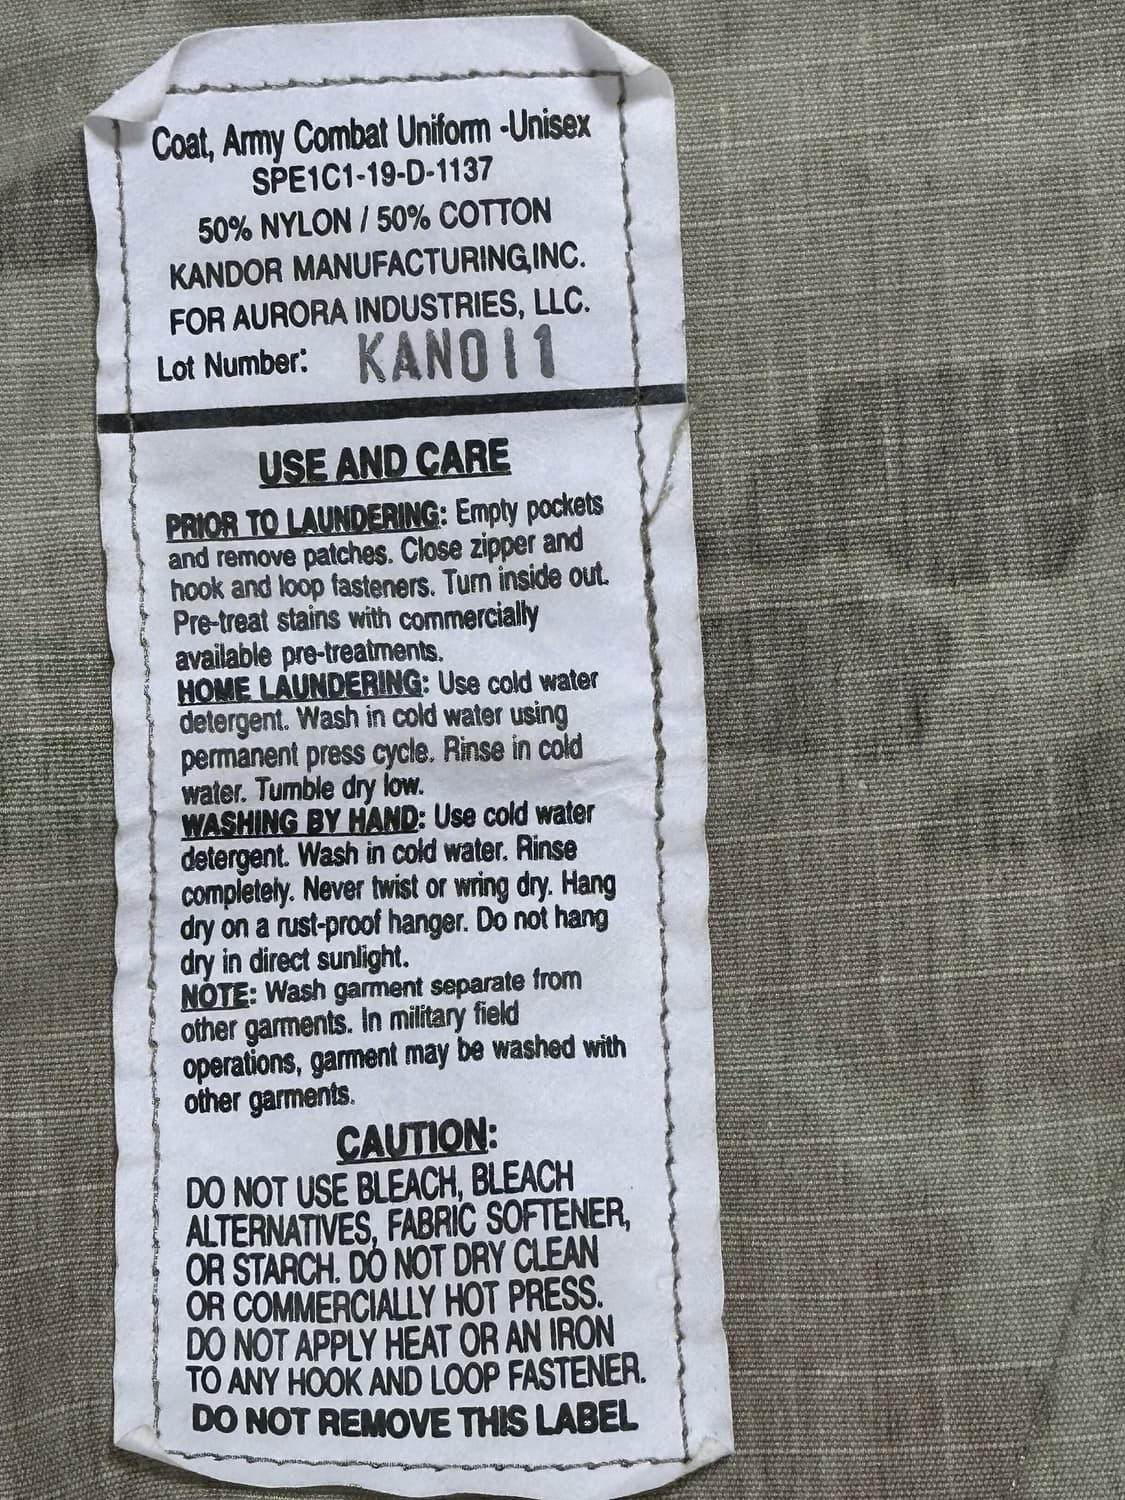 Coat, Army Combat Uniform -Unisex
SPE1C1-19-D-1137
50% NYLON / 50% COTTON
KANDOR MANUFACTURING,INC.
FOR AURORA INDUSTRIES, LLC.
Lot Number: KAN011
USE AND CARE
PRIOR TO LAUNDERING: Empty pockets
and remove patches. Close zipper and
hook and loop fasteners. Turn inside out.
Pre-treat stains with commercially
available pre-treatments.
HOME LAUNDERING: Use cold water
detergent. Wash in cold water using
permanent press cycle. Rinse in cold
water. Tumble dry low.
WASHING BY HAND: Use cold water
detergent. Wash in cold water. Rinse
completely. Never twist or wring dry. Hang
dry on a rust-proof hanger. Do not hang
dry in direct sunlight.
NOTE: Wash garment separate from
other garments. In military field
operations, garment may be washed with
other garments.
CAUTION:
DO NOT USE BLEACH, BLEACH
ALTERNATIVES, FABRIC SOFTENER,
OR STARCH. DO NOT DRY CLEAN
OR COMMERCIALLY HOT PRESS.
DO NOT APPLY HEAT OR AN IRON
TO ANY HOOK AND LOOP FASTENER.
DO NOT REMOVE THIS LABEL